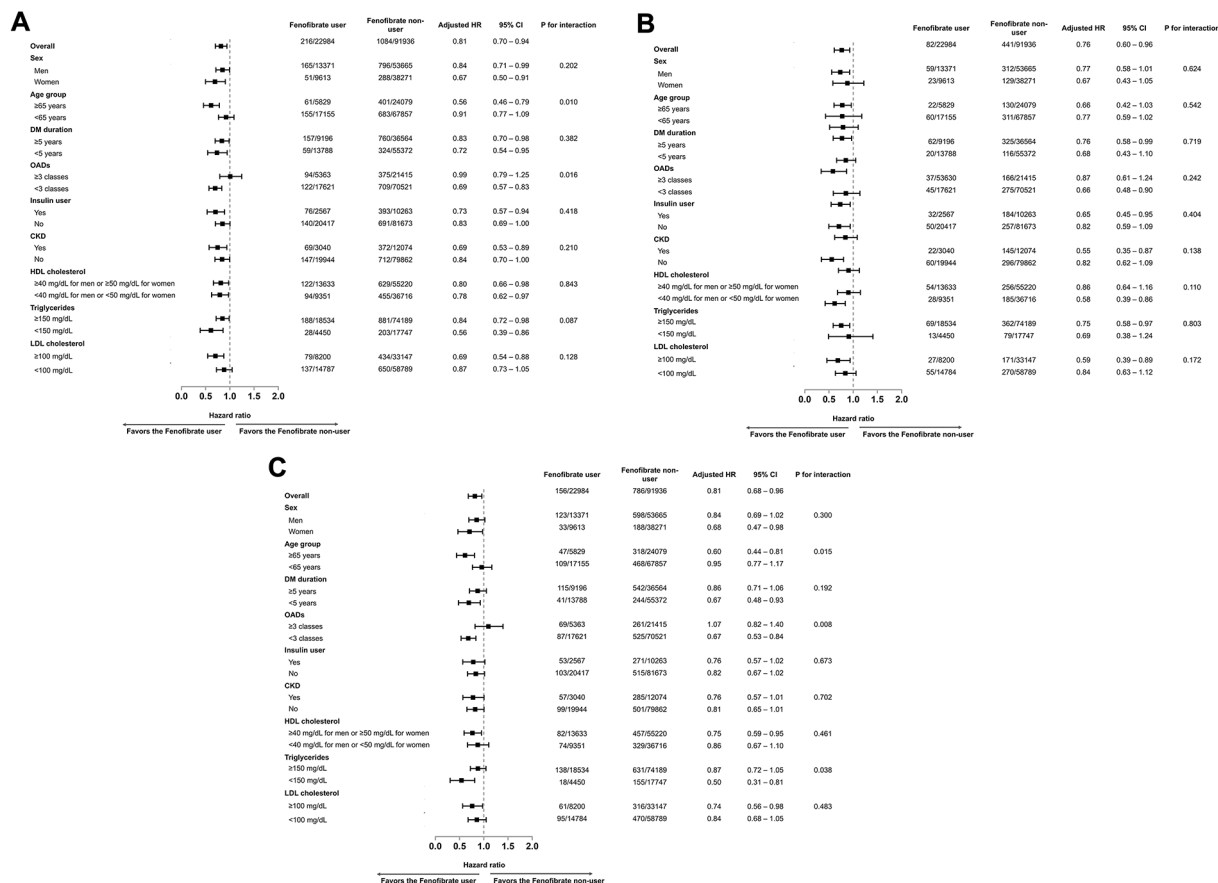 A
Fenofibrate user Fenofibrate non-user Adjusted HR 95% CI P for interaction
Overall 216/22984 1084/91936 0.81 0.70 – 0.94
Sex
Men 165/13371 796/53665 0.84 0.71 – 0.99 0.202
Women 51/9613 288/38271 0.67 0.50 – 0.91
Age group
≥65 years 61/5829 401/24079 0.56 0.46 – 0.79 0.010
<65 years 155/17155 683/67857 0.91 0.77 – 1.09
DM duration
≥5 years 157/9196 760/36564 0.83 0.70 – 0.98 0.382
<5 years 59/13788 324/55372 0.72 0.54 – 0.95
OADs
≥3 classes 94/5363 375/21415 0.99 0.79 – 1.25 0.016
<3 classes 122/17621 709/70521 0.69 0.57 – 0.83
Insulin user
Yes 76/2567 393/10263 0.73 0.57 – 0.94 0.418
No 140/20417 691/81673 0.83 0.69 – 1.00
CKD
Yes 69/3040 372/12074 0.69 0.53 – 0.89 0.210
No 147/19944 712/79862 0.84 0.70 – 1.00
HDL cholesterol
≥40 mg/dL for men or ≥50 mg/dL for women 122/13633 629/55220 0.80 0.66 – 0.98 0.843
<40 mg/dL for men or <50 mg/dL for women 94/9351 455/36716 0.78 0.62 – 0.97
Triglycerides
≥150 mg/dL 188/18534 881/74189 0.84 0.72 – 0.98 0.087
<150 mg/dL 28/4450 203/17747 0.56 0.39 – 0.86
LDL cholesterol
≥100 mg/dL 79/8200 434/33147 0.69 0.54 – 0.88 0.128
<100 mg/dL 137/14787 650/58789 0.87 0.73 – 1.05
0.0 0.5 1.0 1.5 2.0
Hazard ratio
Favors the Fenofibrate user Favors the Fenofibrate non-user
B
Fenofibrate user Fenofibrate non-user Adjusted HR 95% CI P for interaction
Overall 82/22984 441/91936 0.76 0.60 – 0.96
Sex
Men 59/13371 312/53665 0.77 0.58 – 1.01 0.624
Women 23/9613 129/38271 0.67 0.43 – 1.05
Age group
≥65 years 22/5829 130/24079 0.66 0.42 – 1.03 0.542
<65 years 60/17155 311/67857 0.77 0.59 – 1.02
DM duration
≥5 years 62/9196 325/36564 0.76 0.58 – 0.99 0.719
<5 years 20/13788 116/55372 0.68 0.43 – 1.10
OADs
≥3 classes 37/53630 166/21415 0.87 0.61 – 1.24 0.242
<3 classes 45/17621 275/70521 0.66 0.48 – 0.90
Insulin user
Yes 32/2567 184/10263 0.65 0.45 – 0.95 0.404
No 50/20417 257/81673 0.82 0.59 – 1.09
CKD
Yes 22/3040 145/12074 0.55 0.35 – 0.87 0.138
No 60/19944 296/79862 0.82 0.62 – 1.09
HDL cholesterol
≥40 mg/dL for men or ≥50 mg/dL for women 54/13633 256/55220 0.86 0.64 – 1.16 0.110
<40 mg/dL for men or <50 mg/dL for women 28/9351 185/36716 0.58 0.39 – 0.86
Triglycerides
≥150 mg/dL 69/18534 362/74189 0.75 0.58 – 0.97 0.803
<150 mg/dL 13/4450 79/17747 0.69 0.38 – 1.24
LDL cholesterol
≥100 mg/dL 27/8200 171/33147 0.59 0.39 – 0.89 0.172
<100 mg/dL 55/14784 270/58789 0.84 0.63 – 1.12
0.0 0.5 1.0 1.5 2.0
Hazard ratio
Favors the Fenofibrate user Favors the Fenofibrate non-user
C
Fenofibrate user Fenofibrate non-user Adjusted HR 95% CI P for interaction
Overall 156/22984 786/91936 0.81 0.68 – 0.96
Sex
Men 123/13371 598/53665 0.84 0.69 – 1.02 0.300
Women 33/9613 188/38271 0.68 0.47 – 0.98
Age group
≥65 years 47/5829 318/24079 0.60 0.44 – 0.81 0.015
<65 years 109/17155 468/67857 0.95 0.77 – 1.17
DM duration
≥5 years 115/9196 542/36564 0.86 0.71 – 1.06 0.192
<5 years 41/13788 244/55372 0.67 0.48 – 0.93
OADs
≥3 classes 69/5363 261/21415 1.07 0.82 – 1.40 0.008
<3 classes 87/17621 525/70521 0.67 0.53 – 0.84
Insulin user
Yes 53/2567 271/10263 0.76 0.57 – 1.02 0.673
No 103/20417 515/81673 0.82 0.67 – 1.02
CKD
Yes 57/3040 285/12074 0.76 0.57 – 1.01 0.702
No 99/19944 501/79862 0.81 0.65 – 1.01
HDL cholesterol
≥40 mg/dL for men or ≥50 mg/dL for women 82/13633 457/55220 0.75 0.59 – 0.95 0.461
<40 mg/dL for men or <50 mg/dL for women 74/9351 329/36716 0.86 0.67 – 1.10
Triglycerides
≥150 mg/dL 138/18534 631/74189 0.87 0.72 – 1.05 0.038
<150 mg/dL 18/4450 155/17747 0.50 0.31 – 0.81
LDL cholesterol
≥100 mg/dL 61/8200 316/33147 0.74 0.56 – 0.98 0.483
<100 mg/dL 95/14784 470/58789 0.84 0.68 – 1.05
0.0 0.5 1.0 1.5 2.0
Hazard ratio
Favors the Fenofibrate user Favors the Fenofibrate non-user